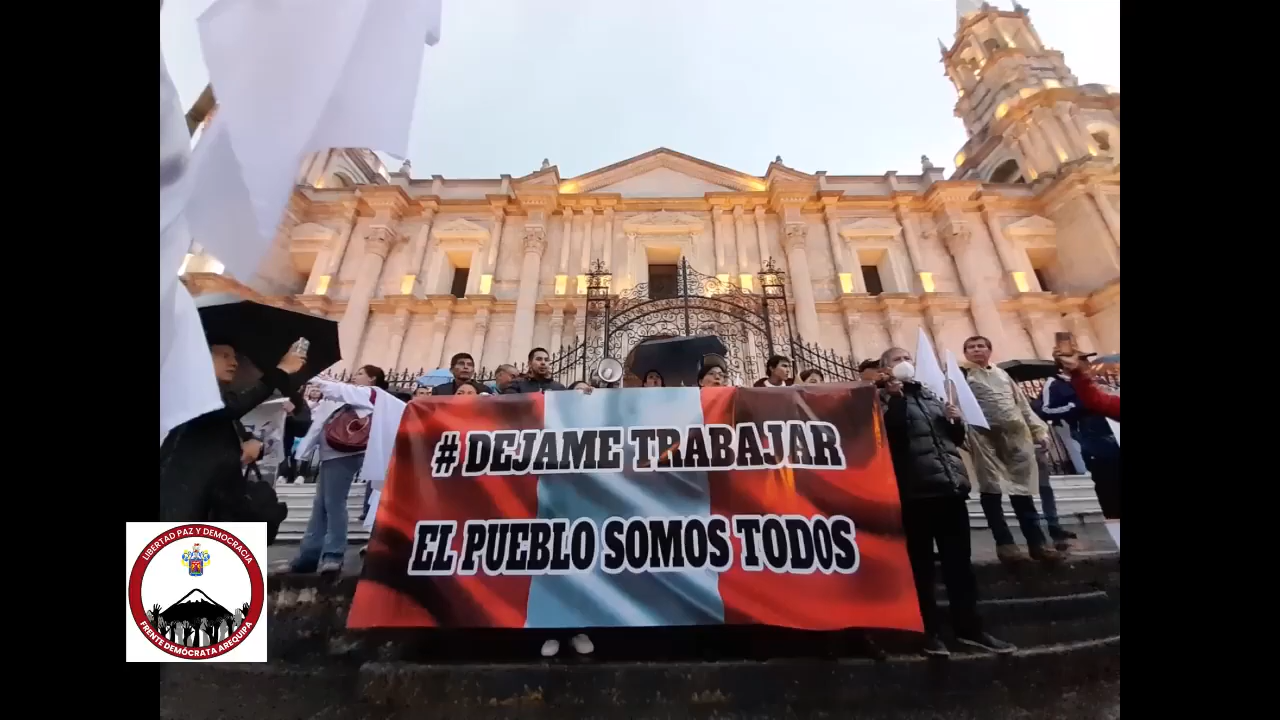 # DEJAME TRABAJAR
EL PUEBLO SOMOS TODOS
LIBERTAD PAZ Y DEMOCRACIA
FRENTE DEMÓCRATA AREQUIPA